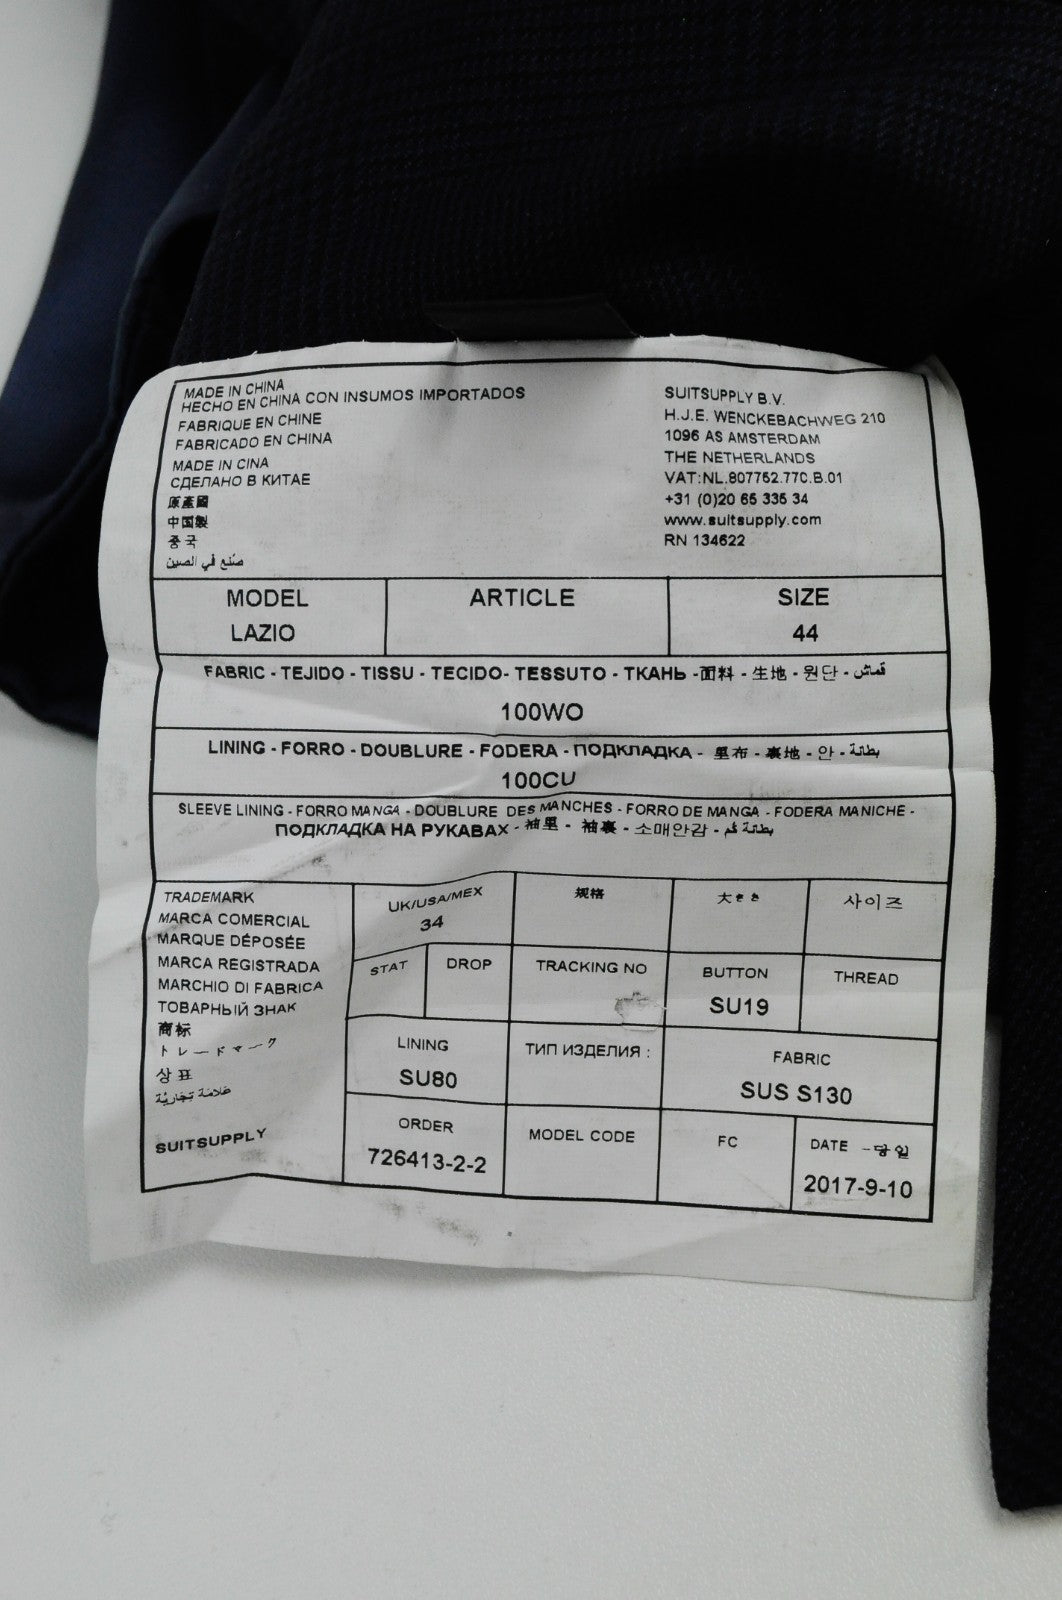 MADE IN CHINA
HECHO EN CHINA CON INSUMOS IMPORTADOS
FABRIQUE EN CHINE
FABRICADO EN CHINA
MADE IN CINA
СДЕЛАНО В КИТАЕ
原產國
中国製
중국
صنع في الصين
SUITSUPPLY B.V.
H.J.E. WENCKEBACHWEG 210
1096 AS AMSTERDAM
THE NETHERLANDS
VAT:NL.807752.77C.B.01
+31 (0)20 65 335 34
www.suitsupply.com
RN 134622
MODEL
LAZIO
ARTICLE
SIZE
44
FABRIC - TEJIDO - TISSU - TECIDO- TESSUTO - ТКАНЬ -面料 - 生地 - 원단 - قماش
100WO
LINING - FORRO - DOUBLURE - FODERA - ПОДКЛАДКА - 里布 - 裏地 - 안 - بطانة
100CU
SLEEVE LINING - FORRO MANGA - DOUBLURE DES MANCHES - FORRO DE MANGA - FODERA MANICHE -
ПОДКЛАДКА НА РУКАВАХ - 袖里 - 袖裏 - 소매안감 - بطانة كم
TRADEMARK
MARCA COMERCIAL
MARQUE DÉPOSÉE
MARCA REGISTRADA
MARCHIO DI FABRICA
ТОВАРНЫЙ ЗНАК
商标
トレードマーク
상표
علامة تجارية
SUITSUPPLY
UK/USA/MEX
34
规格
大きさ
사이즈
STAT
DROP
TRACKING NO
BUTTON
SU19
THREAD
LINING
SU80
ТИП ИЗДЕЛИЯ :
FABRIC
SUS S130
ORDER
726413-2-2
MODEL CODE
FC
DATE
2017-9-10